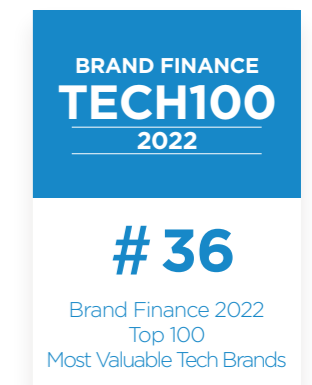 BRAND FINANCE
TECH100
2022
# 36
Brand Finance 2022
Top 100
Most Valuable Tech Brands